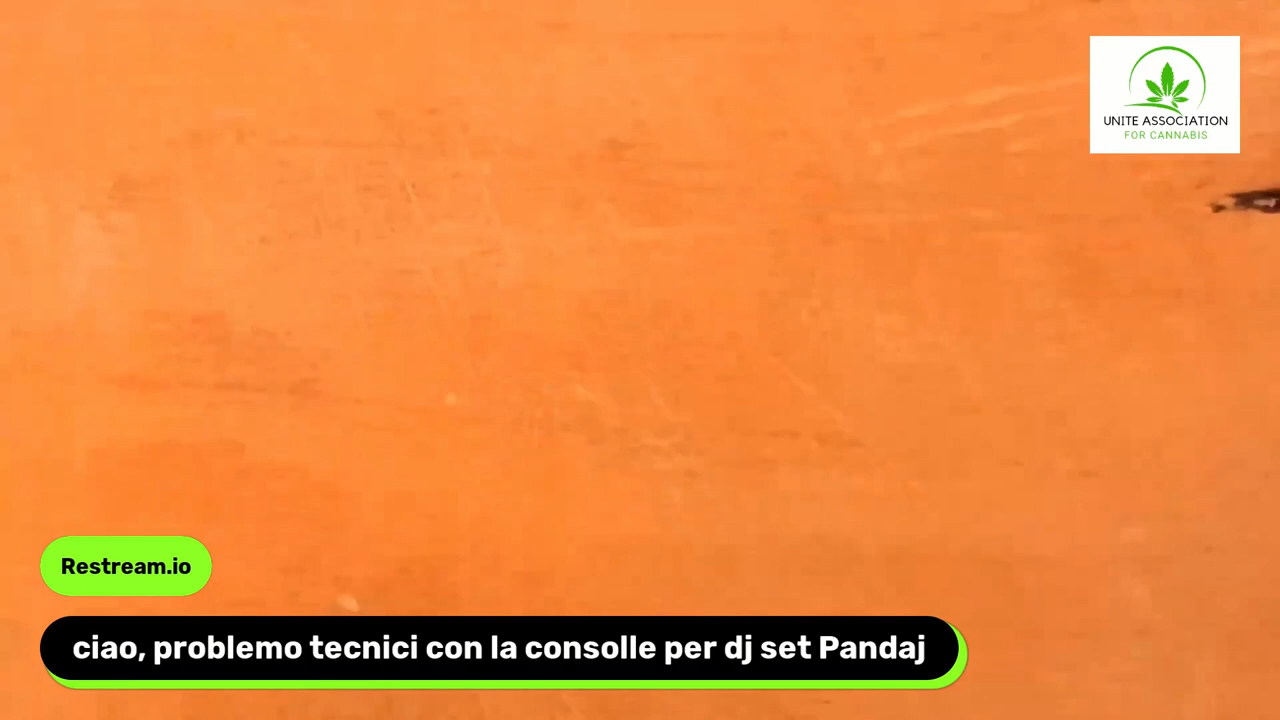 UNITE ASSOCIATION
FOR CANNABIS
Restream.io
ciao, problemo tecnici con la consolle per dj set Pandaj